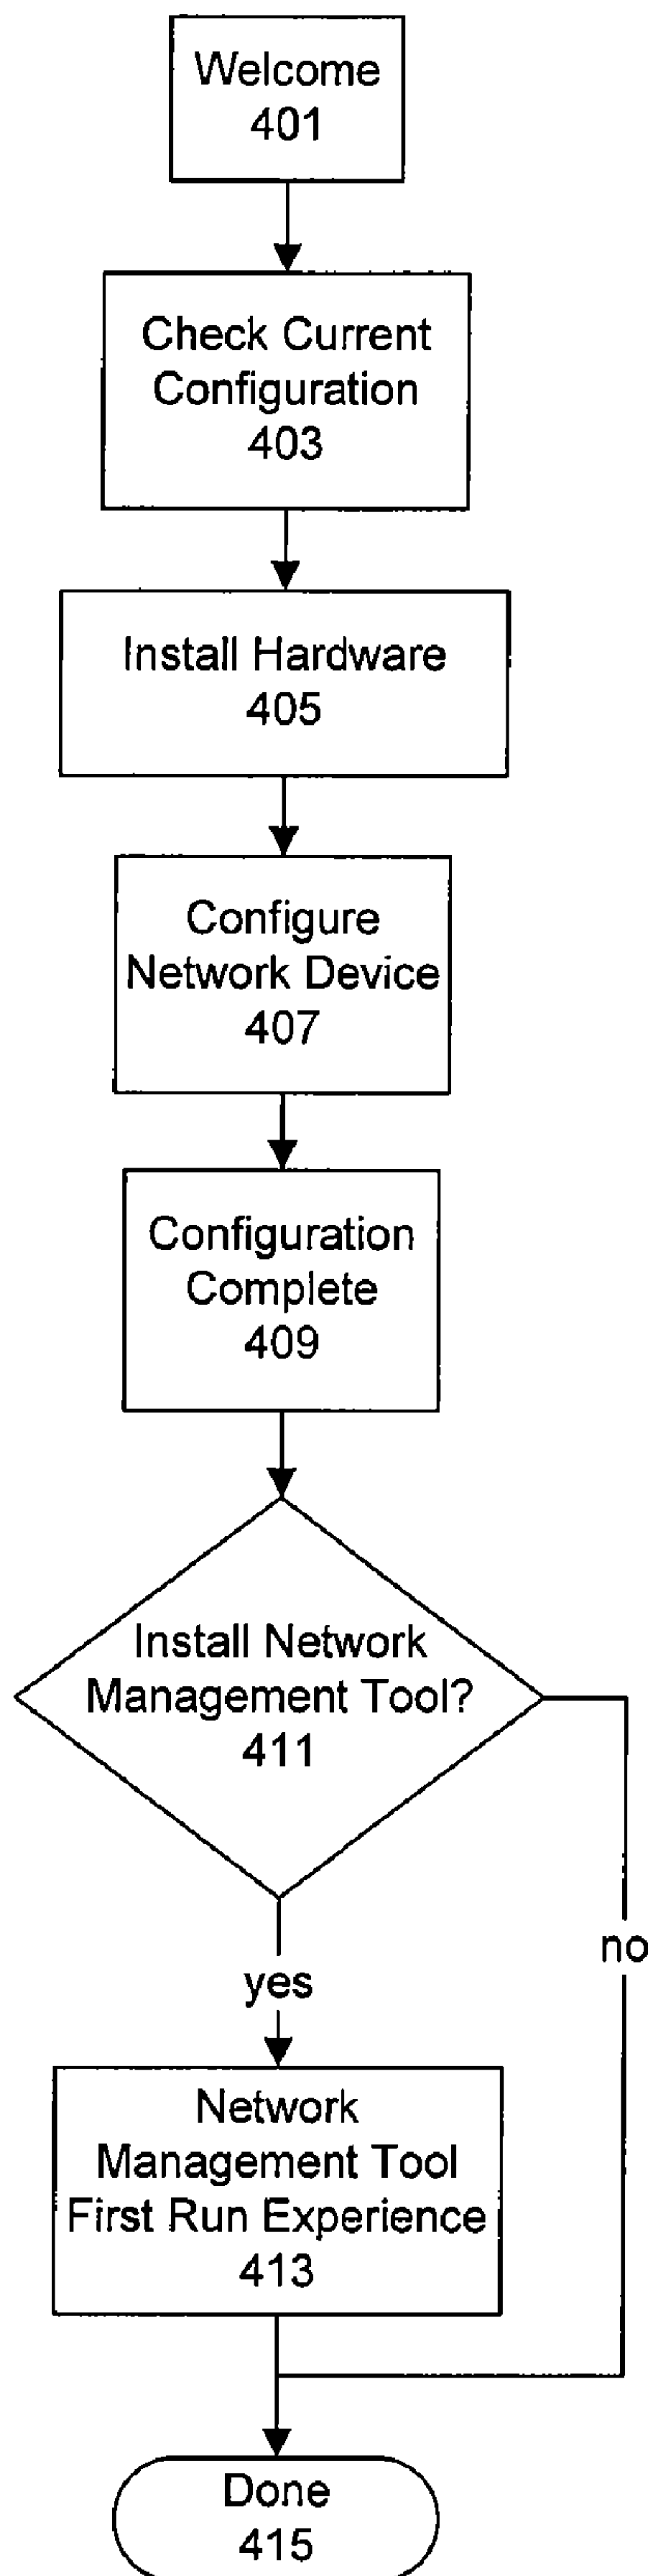 Welcome
401
Check Current
Configuration
403
Install Hardware
405
Configure
Network Device
407
Configuration
Complete
409
Install Network
Management Tool?
411
no
yes
Network
Management Tool
First Run Experience
413
Done
415